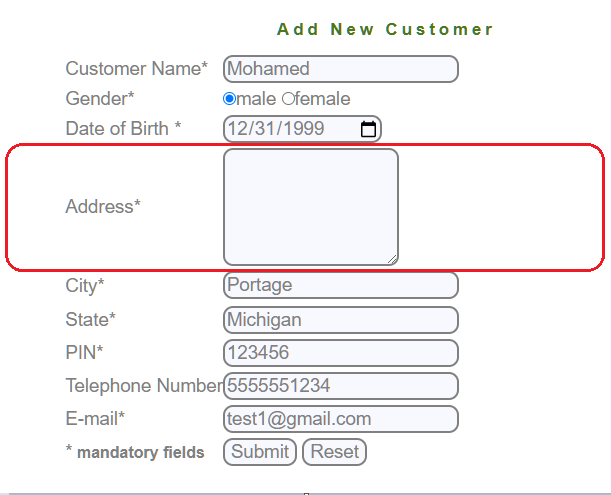 Add New Customer
Customer Name* Mohamed
Gender* male female
Date of Birth * 12/31/1999
Address*
City* Portage
State* Michigan
PIN* 123456
Telephone Number 5555551234
E-mail* test1@gmail.com
* mandatory fields Submit Reset